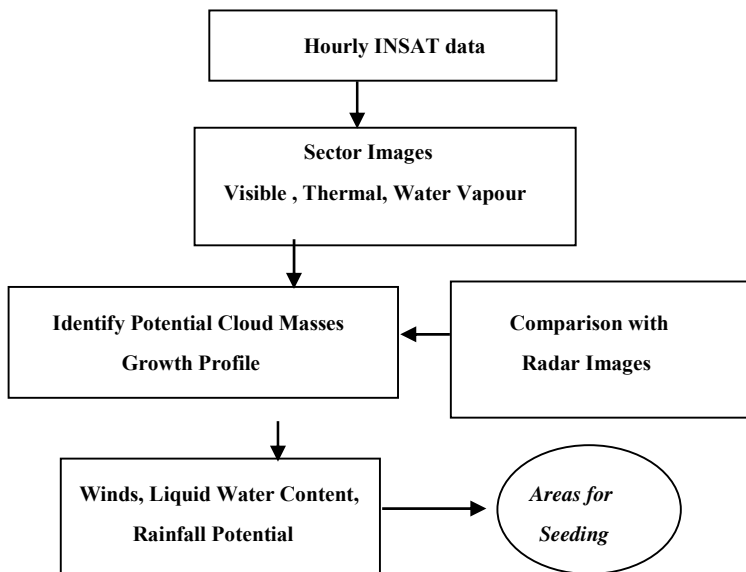 Hourly INSAT data
Sector Images
Visible , Thermal, Water Vapour
Identify Potential Cloud Masses
Growth Profile
Comparison with
Radar Images
Winds, Liquid Water Content,
Rainfall Potential
Areas for
Seeding